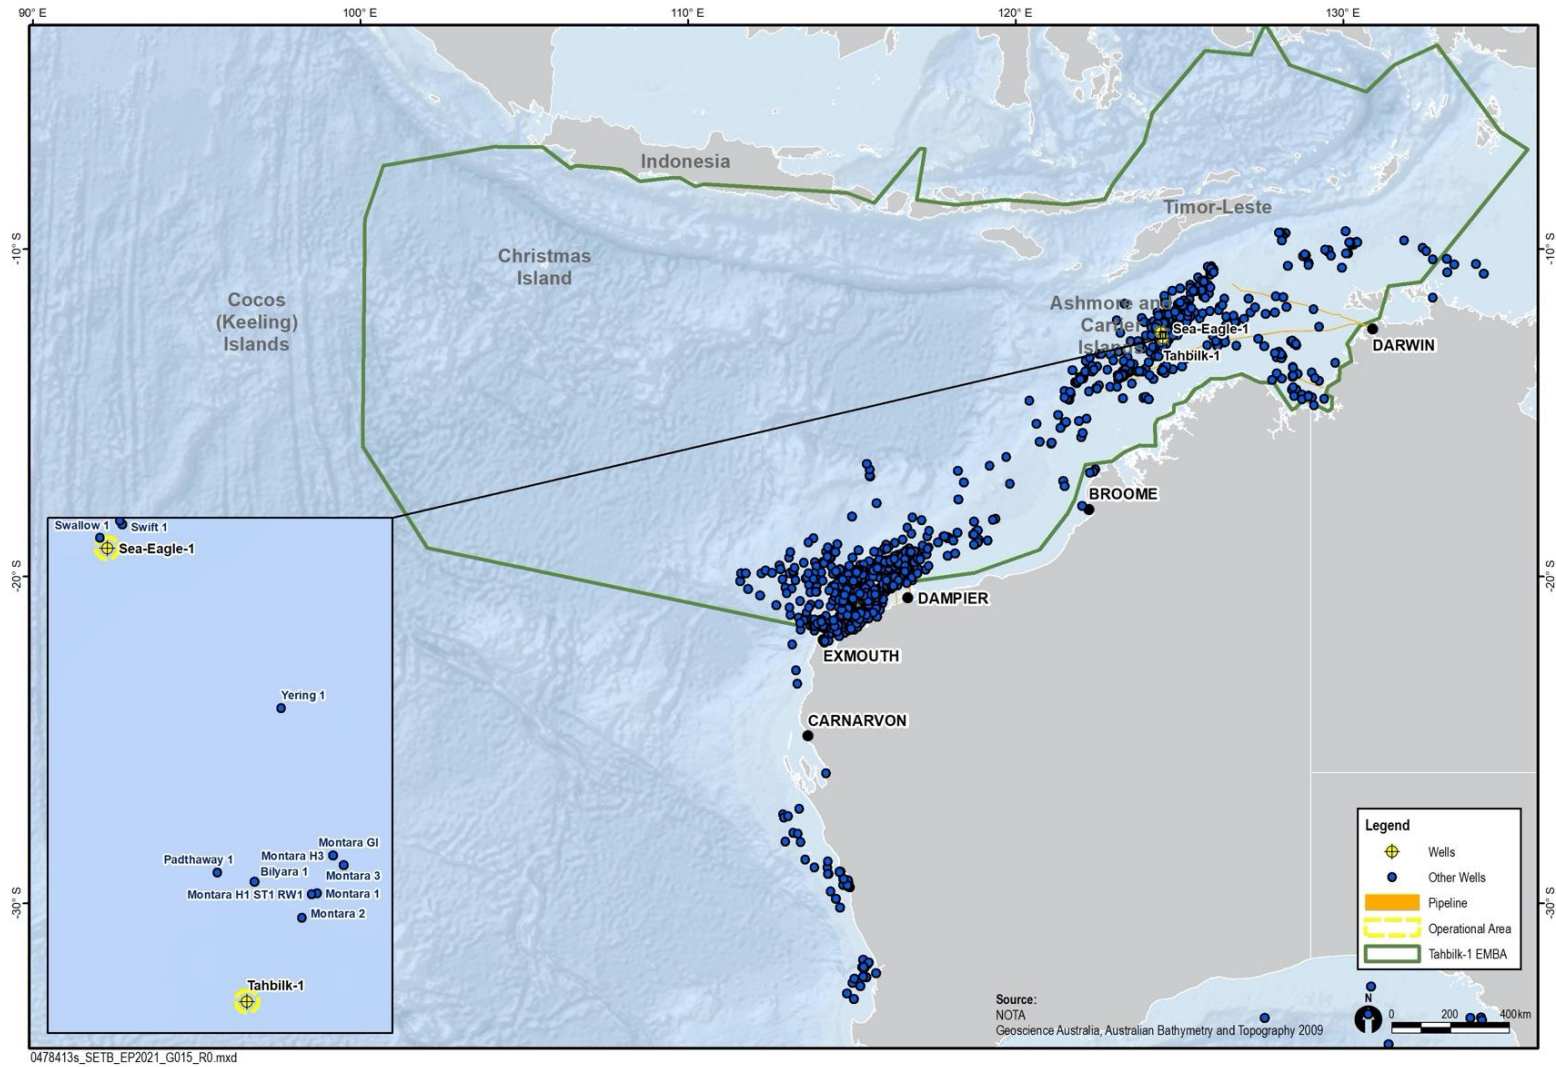 90° E
100° E
110° E
120° E
130° E
-10° S
-10° S
-20° S
-20° S
-30° S
-30° S
Indonesia
Timor-Leste
Christmas
Island
Cocos
(Keeling)
Islands
Ashmore and
Cartier
Islands
Sea-Eagle-1
Tahbilk-1
DARWIN
BROOME
DAMPIER
EXMOUTH
CARNARVON
Swallow 1
Swift 1
Sea-Eagle-1
Yering 1
Montara GI
Padthaway 1
Montara H3
Bilyara 1
Montara 3
Montara H1 ST1 RW1
Montara 1
Montara 2
Tahbilk-1
Legend
Wells
Other Wells
Pipeline
Operational Area
Tahbilk-1 EMBA
Source:
NOTA
Geoscience Australia, Australian Bathymetry and Topography 2009
N
0 200 400km
0478413s_SETB_EP2021_G015_R0.mxd